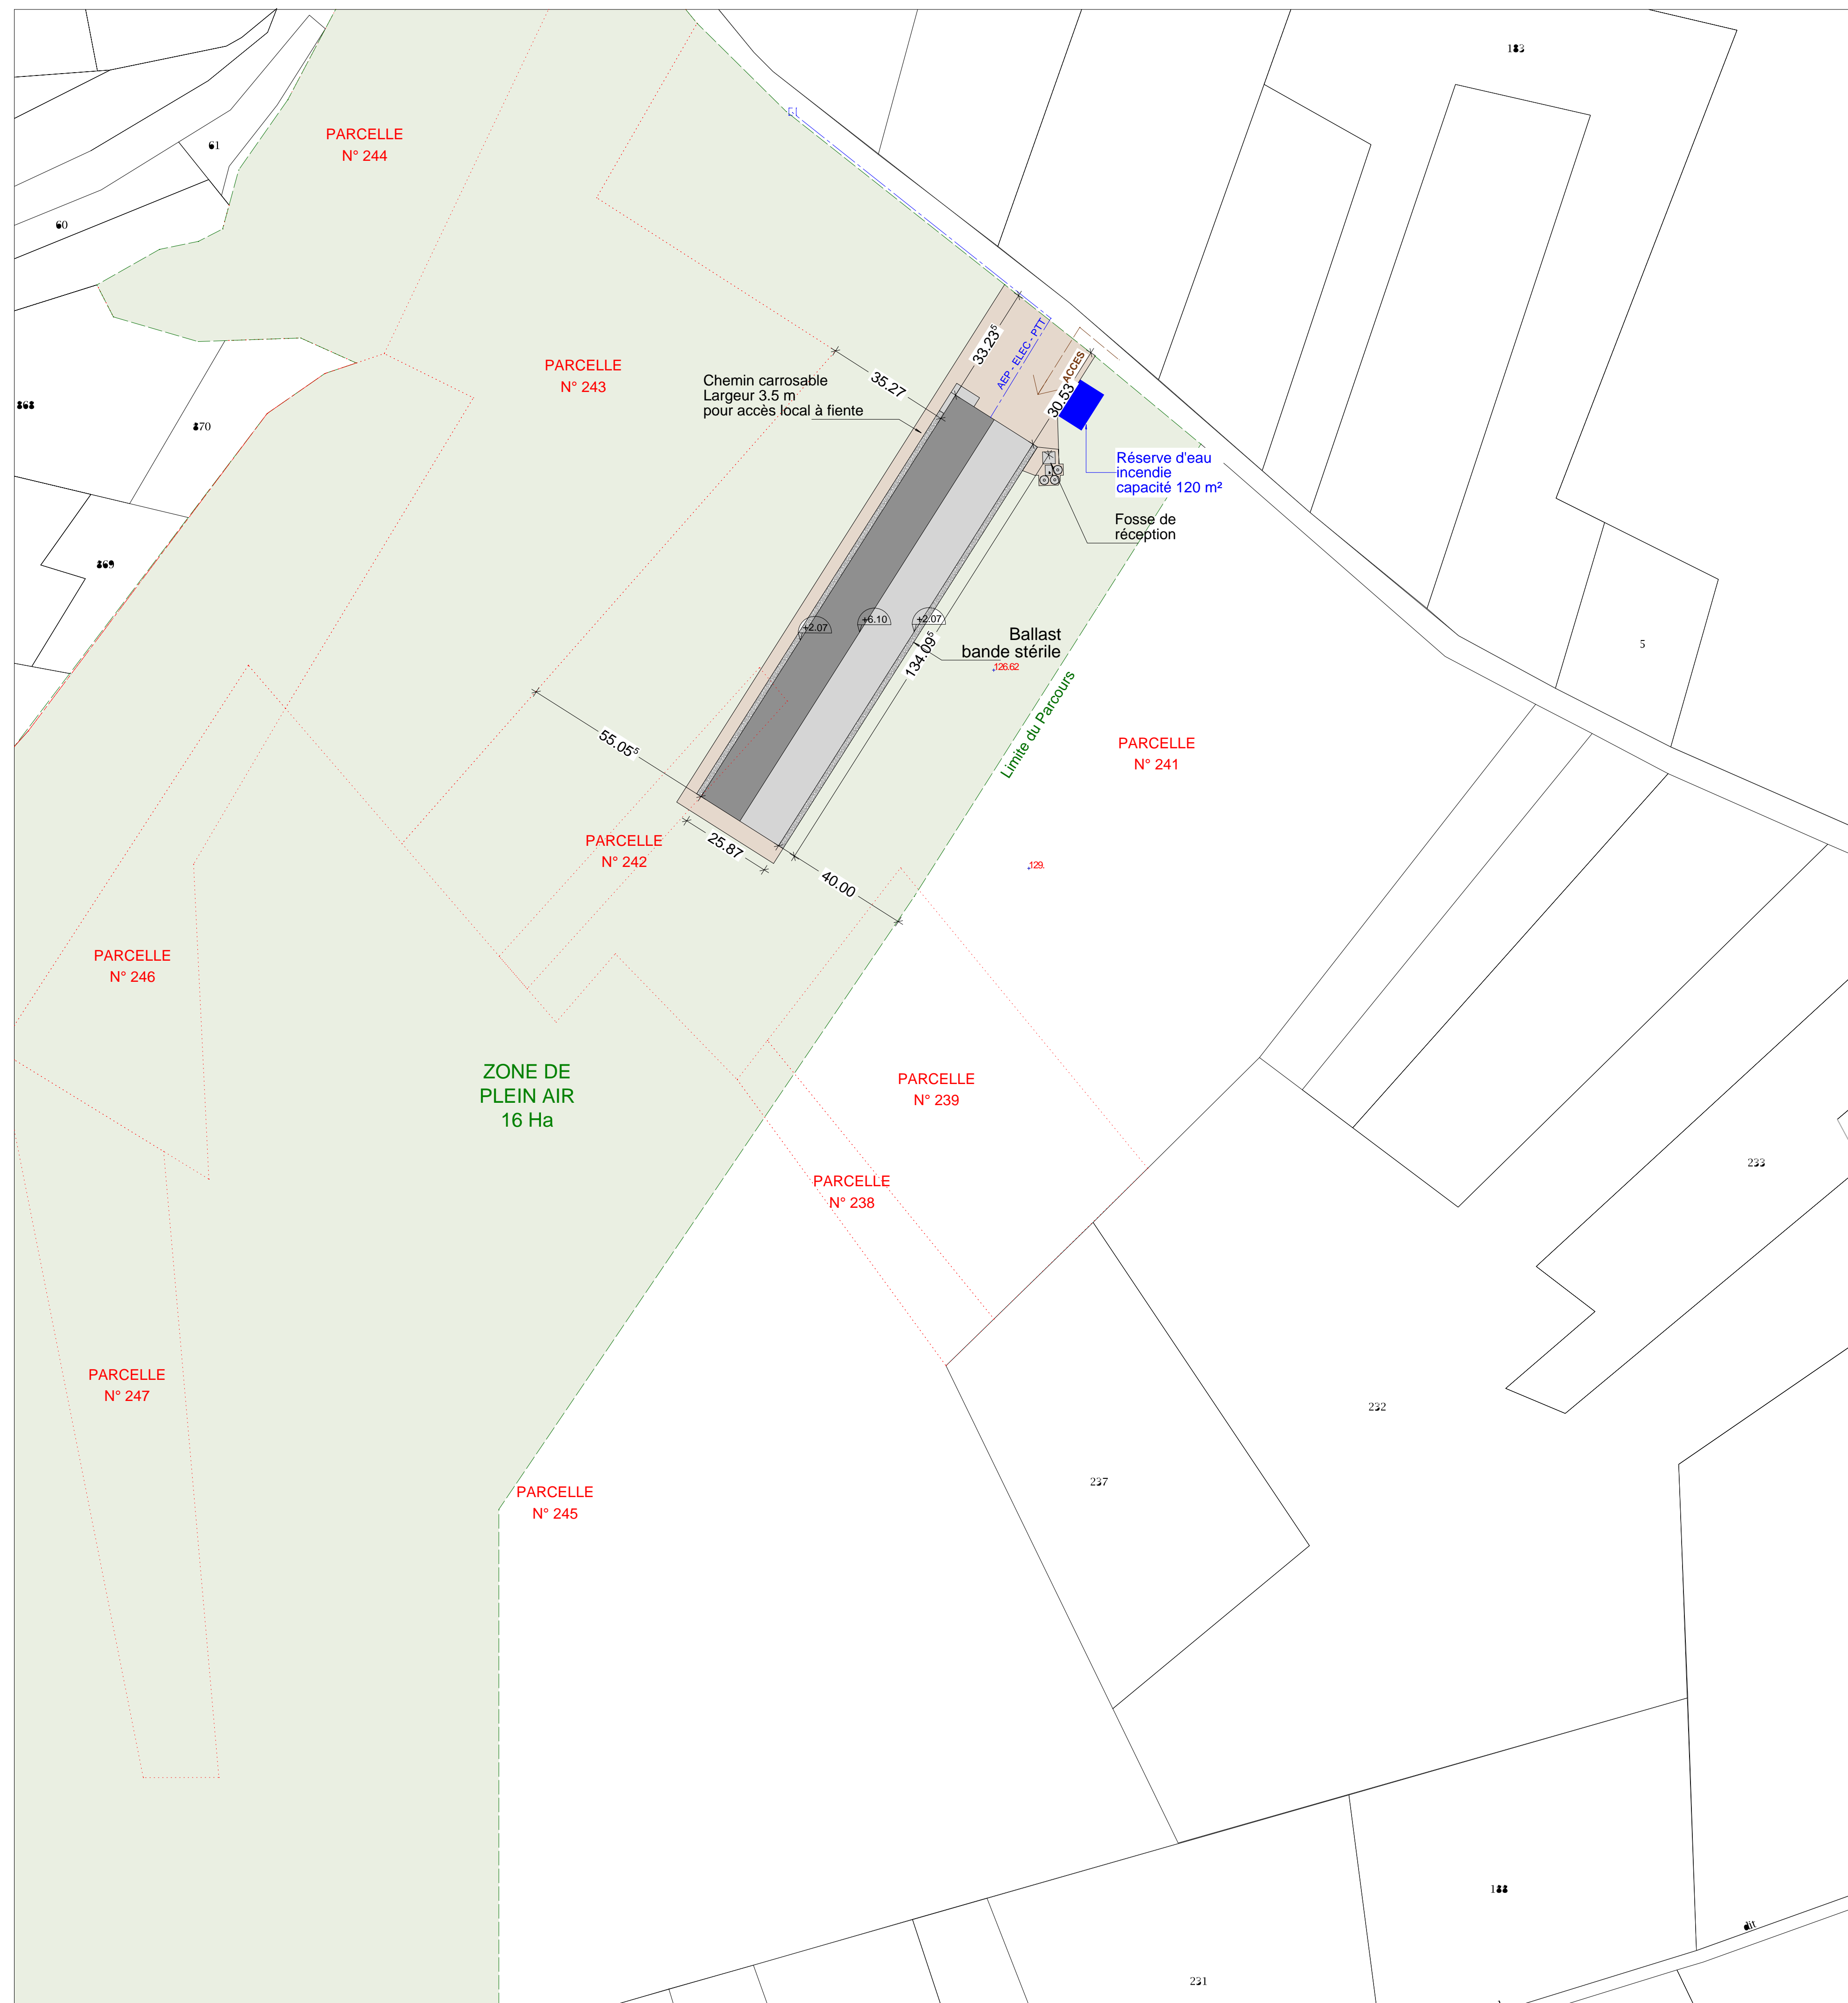 183
PARCELLE
N° 244
61
60
PARCELLE
N° 243
Chemin carrosable
Largeur 3.5 m
pour accès local à fiente
35.27
33.23⁵
AEP - ELEC - PTT
ACCES
30.53
868
870
869
Réserve d'eau
incendie
capacité 120 m²
Fosse de
réception
+2.07
+6.10
+2.07
134.09⁵
Ballast
bande stérile
126.62
5
Limite du Parcours
PARCELLE
N° 241
55.05⁵
25.87
40.00
PARCELLE
N° 242
129.
PARCELLE
N° 246
ZONE DE
PLEIN AIR
16 Ha
PARCELLE
N° 239
PARCELLE
N° 238
233
PARCELLE
N° 247
232
237
PARCELLE
N° 245
188
dit
231